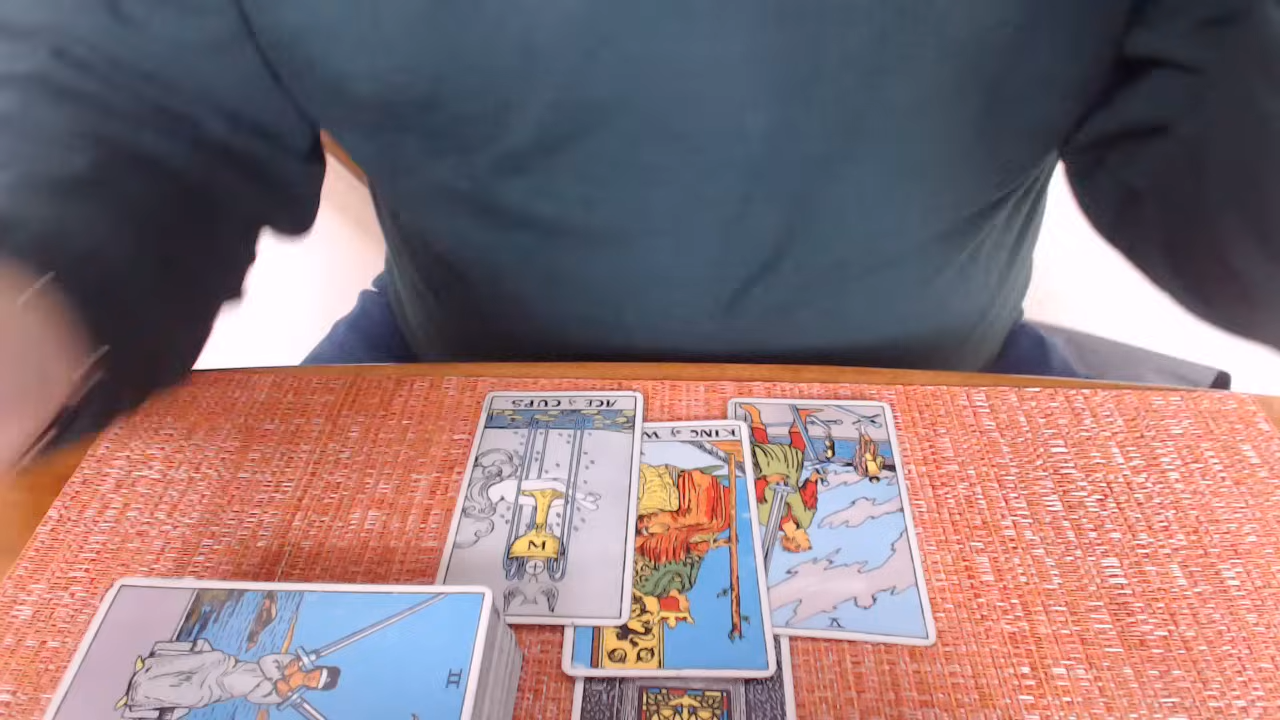 ACE of CUPS.
KING of W
M
V
II